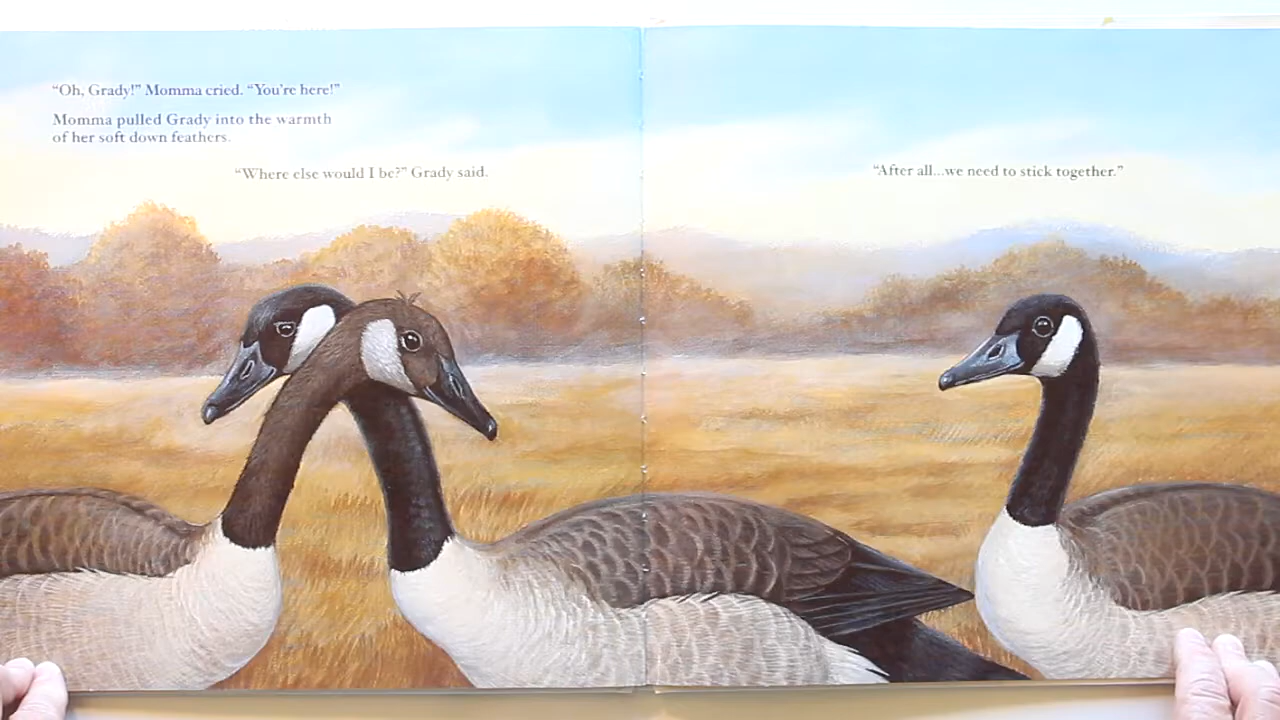 “Oh, Grady!” Momma cried. “You’re here!”
Momma pulled Grady into the warmth
of her soft down feathers.
“Where else would I be?” Grady said.
“After all...we need to stick together.”